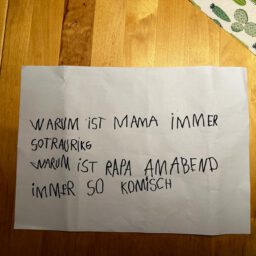 WARUM iST MAMA iMMER
SOTRAURIKG
WARUM iST PAPA AMABEND
iMMER SO KOMiSCH